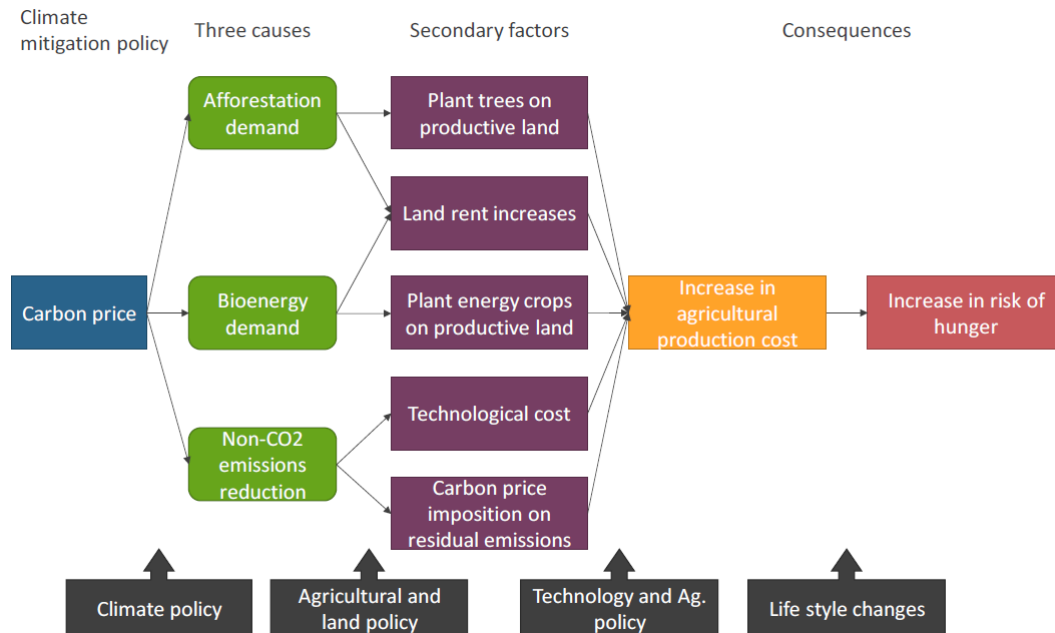 Climate
mitigation policy
Three causes
Secondary factors
Consequences
Afforestation
demand
Plant trees on
productive land
Land rent increases
Carbon price
Bioenergy
demand
Plant energy crops
on productive land
Increase in
agricultural
production cost
Increase in risk of
hunger
Technological cost
Non-CO2
emissions
reduction
Carbon price
imposition on
residual emissions
Climate policy
Agricultural and
land policy
Technology and Ag.
policy
Life style changes